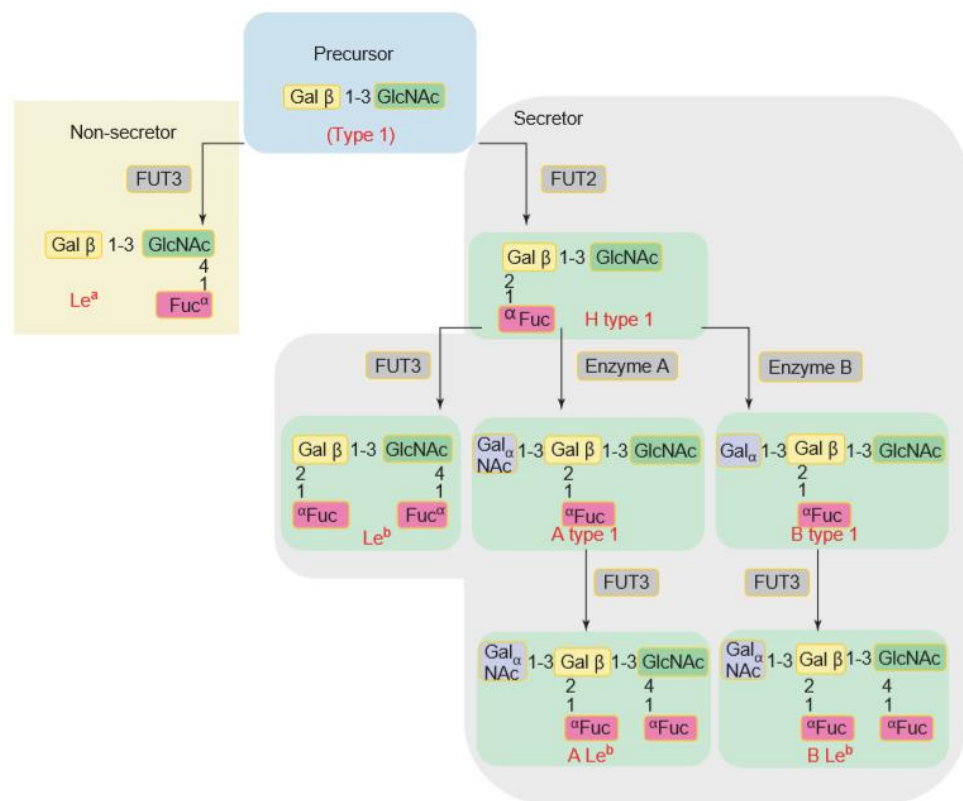 Precursor
Gal β 1-3 GlcNAc
(Type 1)
Non-secretor
Secretor
FUT3
FUT2
Gal β 1-3 GlcNAc
4
1
Fucα
Leᵃ
Gal β 1-3 GlcNAc
2
1
α Fuc
H type 1
FUT3
Enzyme A
Enzyme B
Gal β 1-3 GlcNAc
2 4
1 1
αFuc Fucα
Leᵇ
Galα NAc 1-3 Gal β 1-3 GlcNAc
2
1
αFuc
A type 1
Galα 1-3 Gal β 1-3 GlcNAc
2
1
αFuc
B type 1
FUT3
FUT3
Galα NAc 1-3 Gal β 1-3 GlcNAc
2 4
1 1
αFuc αFuc
A Leᵇ
Galα NAc 1-3 Gal β 1-3 GlcNAc
2 4
1 1
αFuc αFuc
B Leᵇ